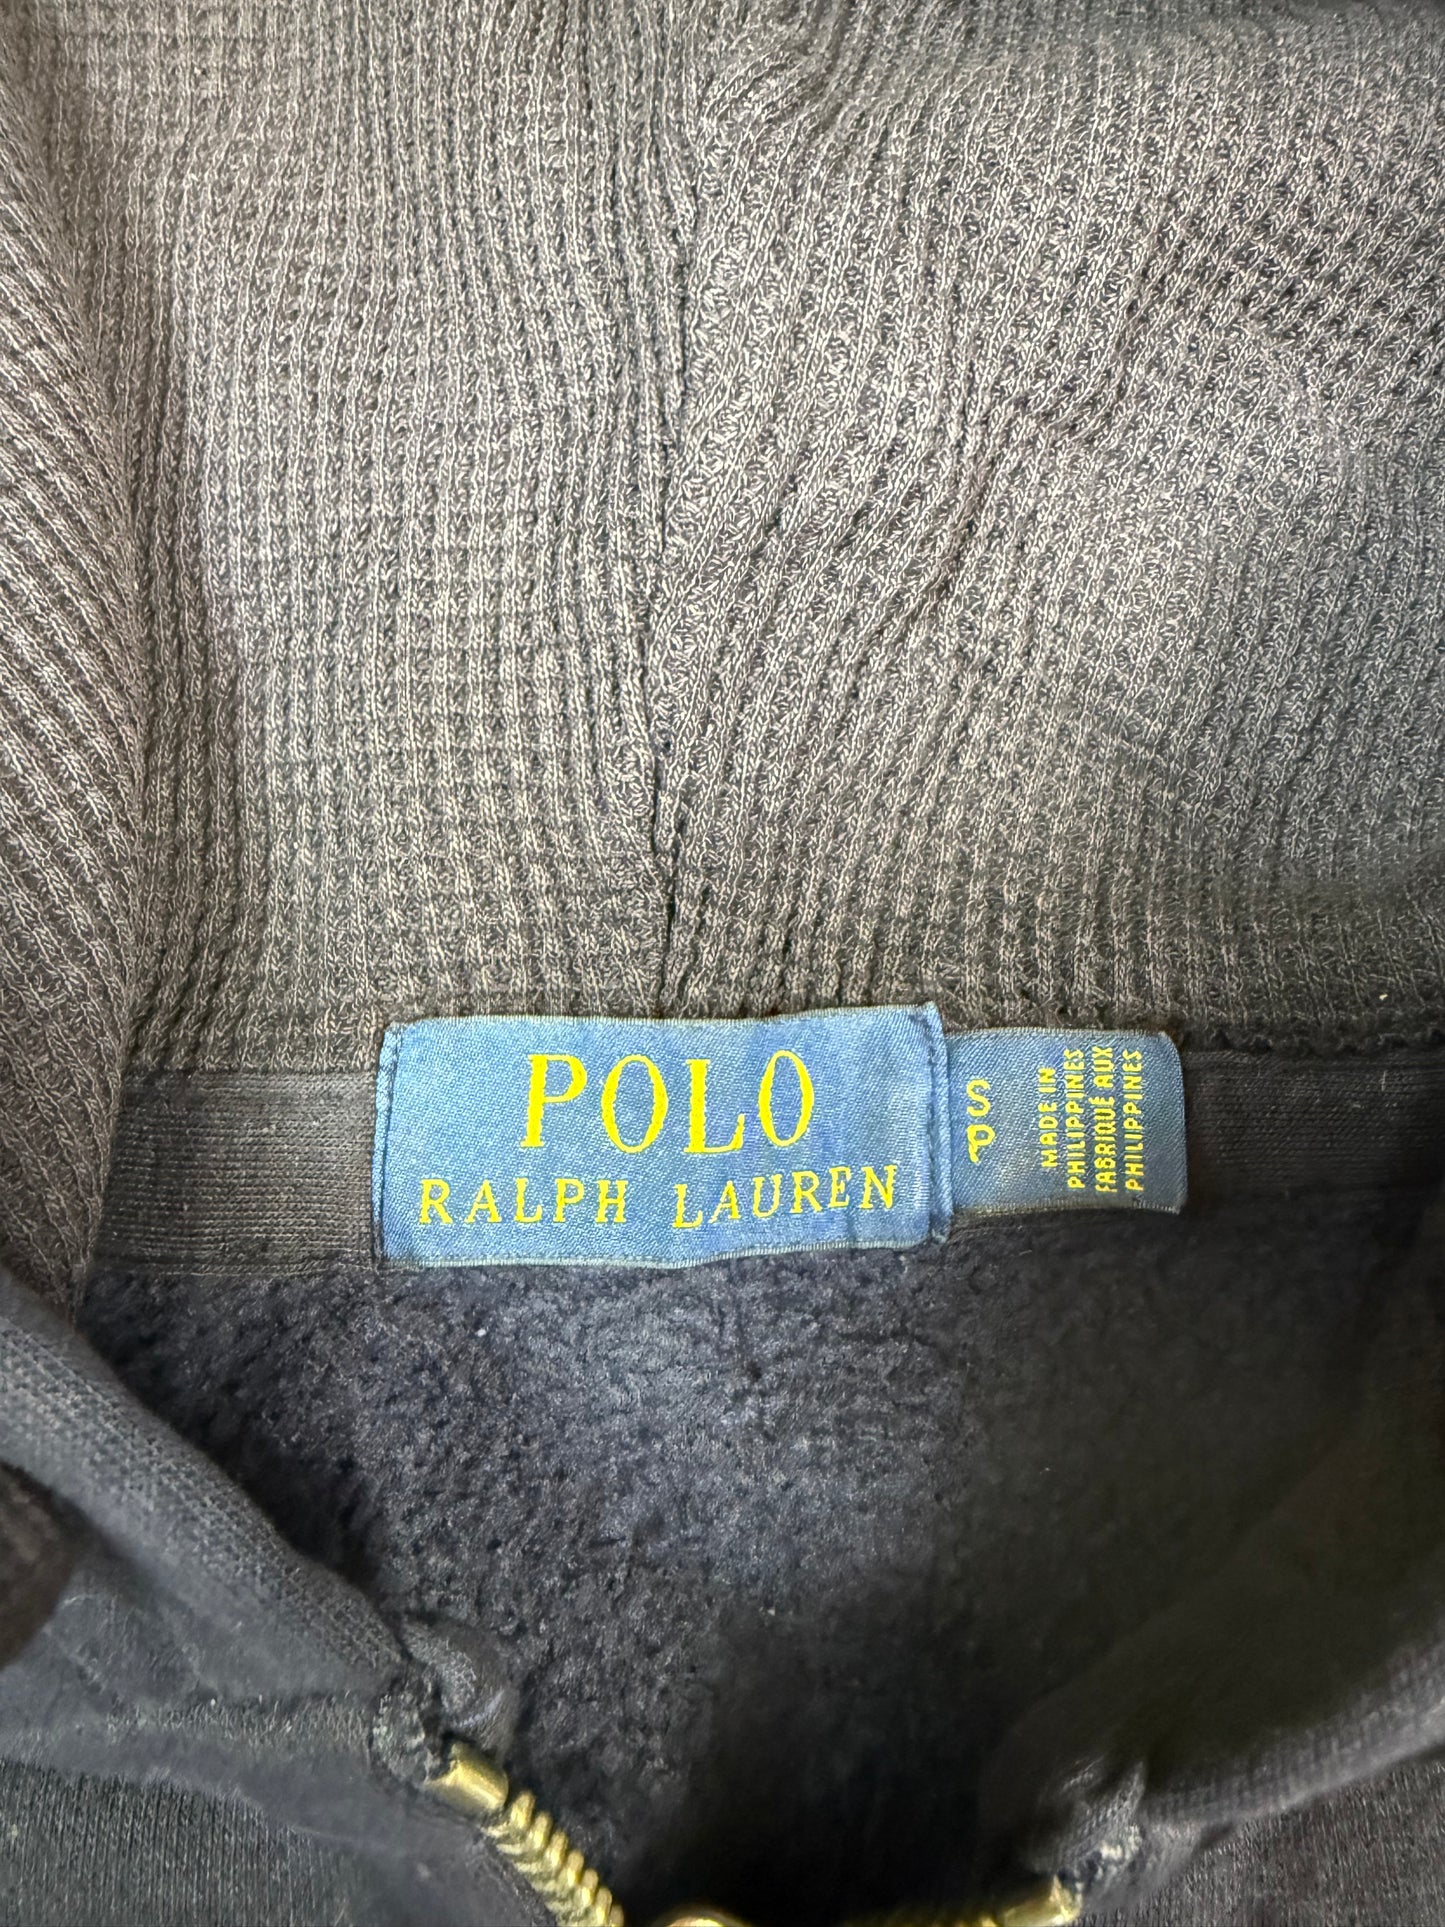 POLO
RALPH LAUREN
S
P
MADE IN
PHILIPPINES
FABRIQUÉ AUX
PHILIPPINES